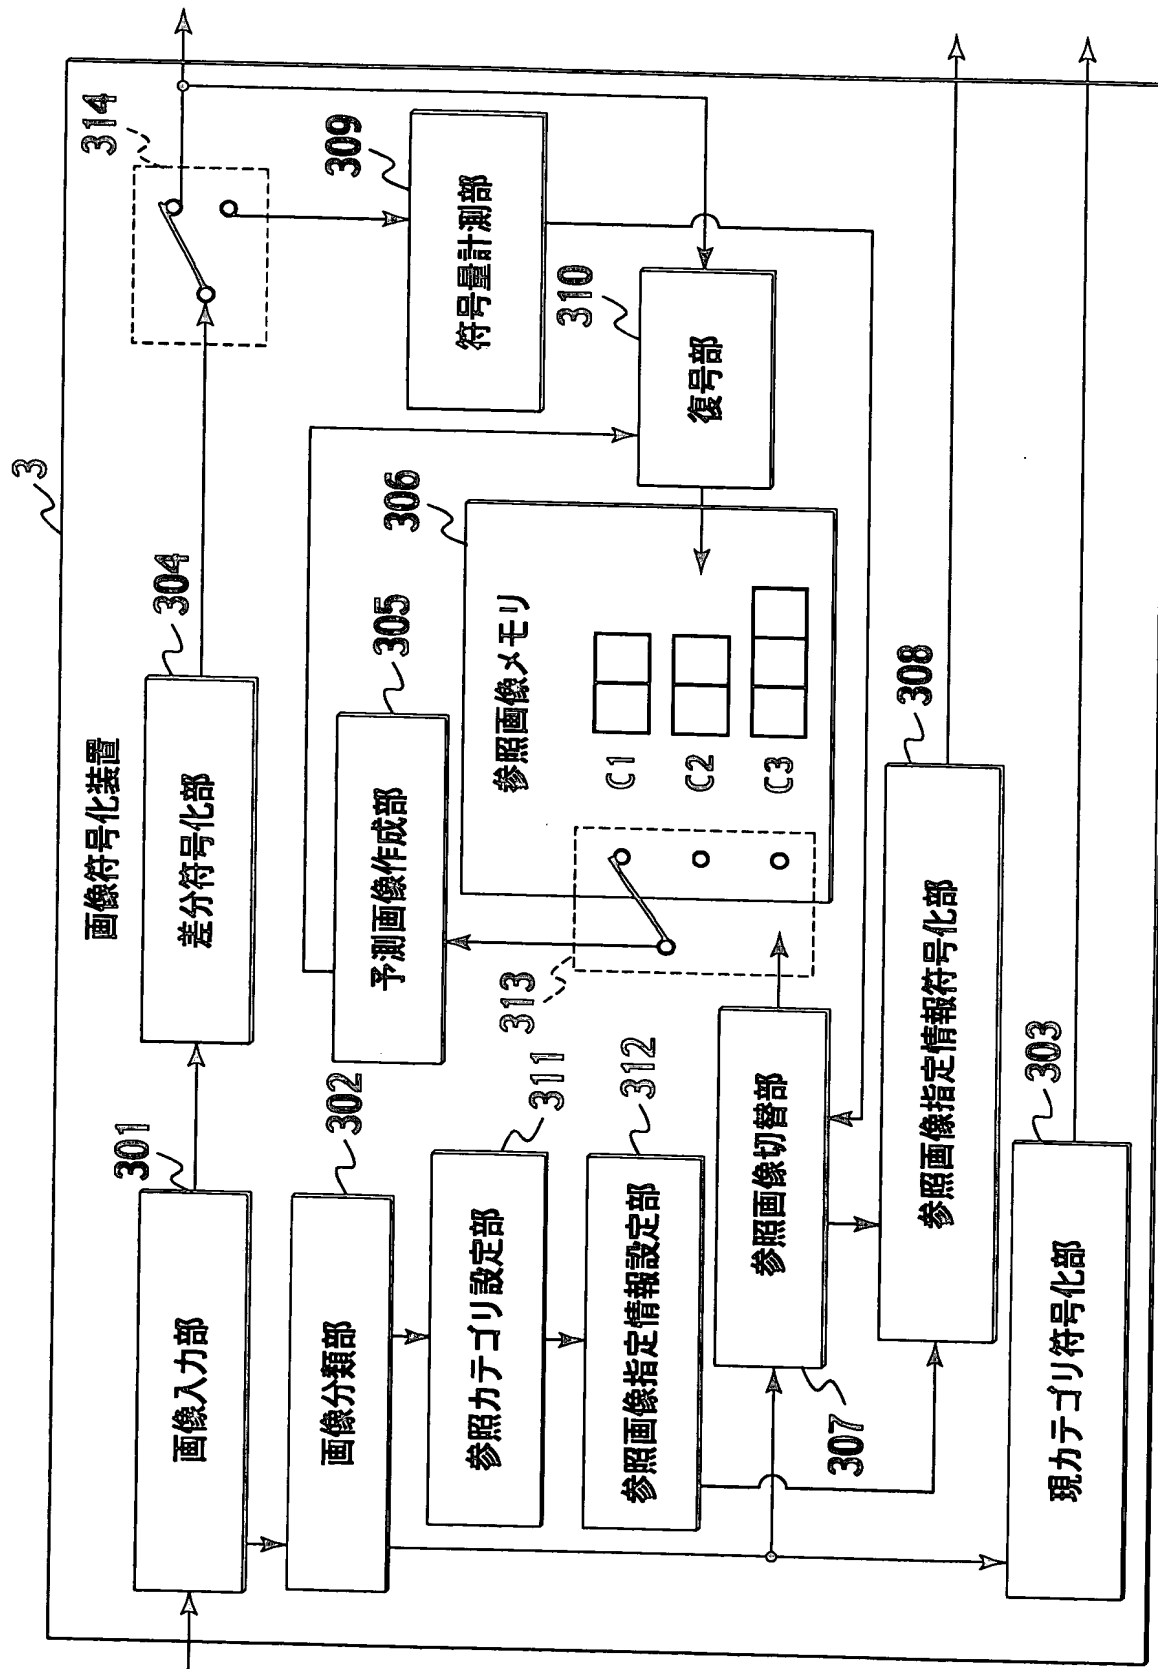 3
画像符号化装置
301
画像入力部
304
差分符号化部
314
302
画像分類部
305
予測画像作成部
309
符号量計測部
311
参照カテゴリ設定部
306
参照画像メモリ
C1
C2
C3
310
復号部
312
参照画像指定情報設定部
313
307
参照画像切替部
308
参照画像指定情報符号化部
303
現カテゴリ符号化部